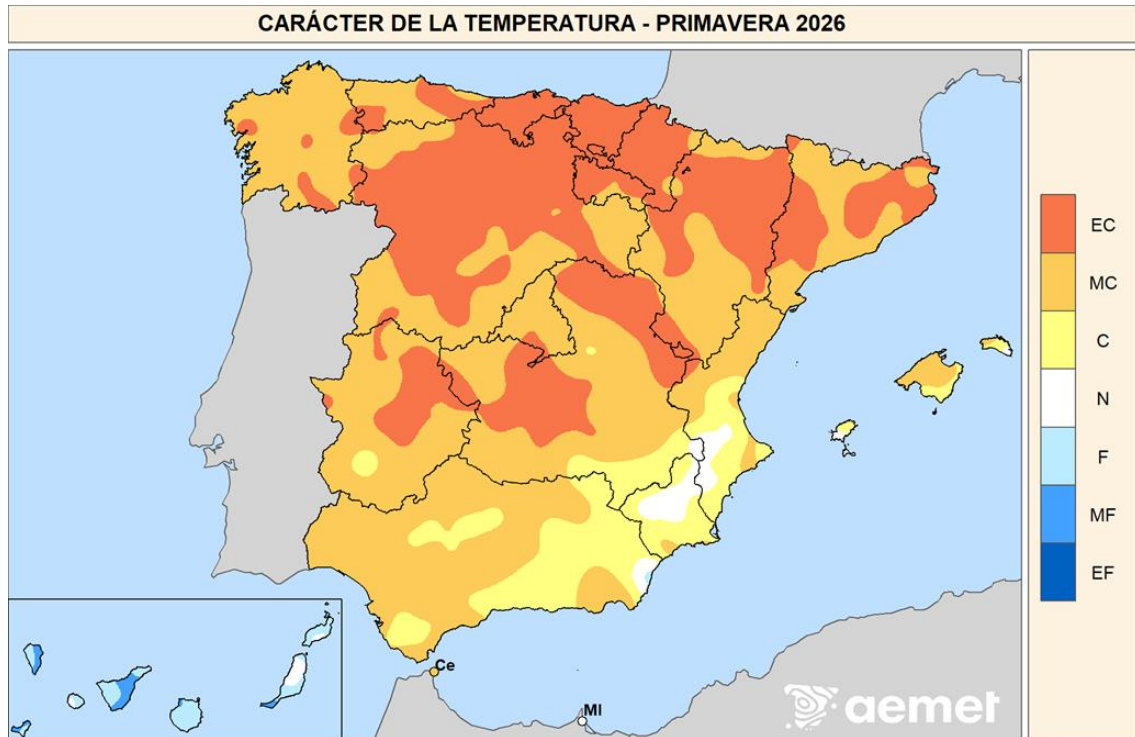 CARÁCTER DE LA TEMPERATURA - PRIMAVERA 2026
EC
MC
C
N
F
MF
EF
Ce
Ml
aemet